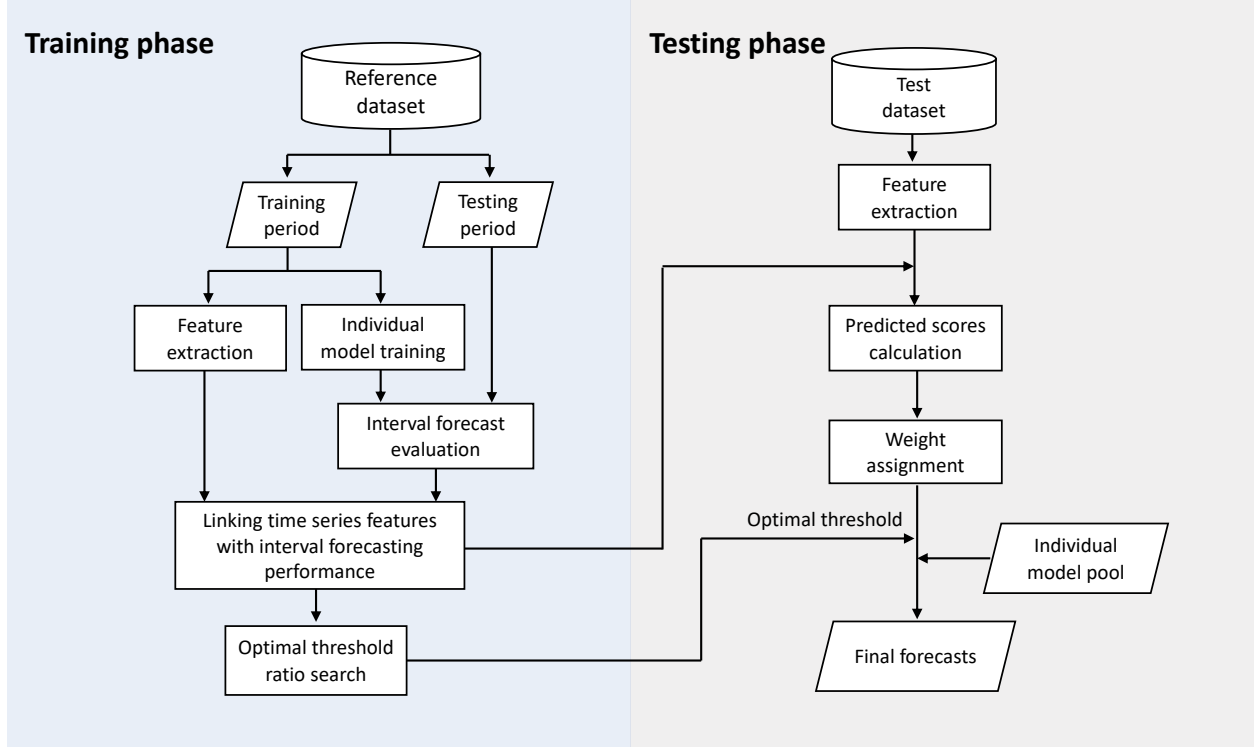 Training phase
Reference
dataset
Training
period
Testing
period
Feature
extraction
Individual
model training
Interval forecast
evaluation
Linking time series features
with interval forecasting
performance
Optimal threshold
ratio search
Testing phase
Test
dataset
Feature
extraction
Predicted scores
calculation
Weight
assignment
Optimal threshold
Individual
model pool
Final forecasts